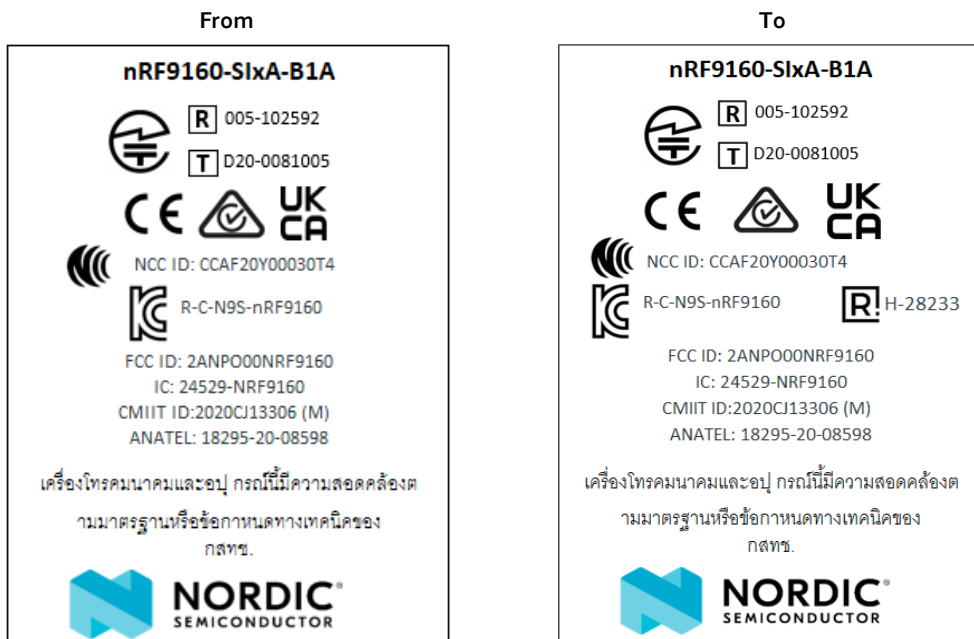 From
nRF9160-SIxA-B1A
R 005-102592
T D20-0081005
CE UK CA
NCC ID: CCAF20Y00030T4
KC R-C-N9S-nRF9160
FCC ID: 2ANPO00NRF9160
IC: 24529-NRF9160
CMIIT ID:2020CJ13306 (M)
ANATEL: 18295-20-08598
เครื่องโทรคมนาคมและอปุ กรณ์นี้มีความสอดคล้องต
ามมาตรฐานหรือข้อกาหนดทางเทคนิคของ
กสทช.
NORDIC®
SEMICONDUCTOR
To
nRF9160-SIxA-B1A
R 005-102592
T D20-0081005
CE UK CA
NCC ID: CCAF20Y00030T4
KC R-C-N9S-nRF9160 R! H-28233
FCC ID: 2ANPO00NRF9160
IC: 24529-NRF9160
CMIIT ID:2020CJ13306 (M)
ANATEL: 18295-20-08598
เครื่องโทรคมนาคมและอปุ กรณ์นี้มีความสอดคล้องต
ามมาตรฐานหรือข้อกาหนดทางเทคนิคของ
กสทช.
NORDIC®
SEMICONDUCTOR